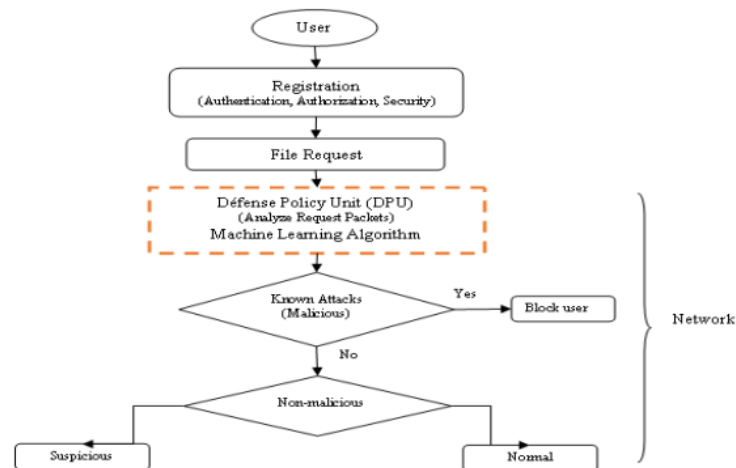 User
Registration
(Authentication, Authorization, Security)
File Request
Défense Policy Unit (DPU)
(Analyze Request Packets)
Machine Learning Algorithm
Known Attacks
(Malicious)
Yes
Block user
Network
No
Non-malicious
Suspicious
Normal